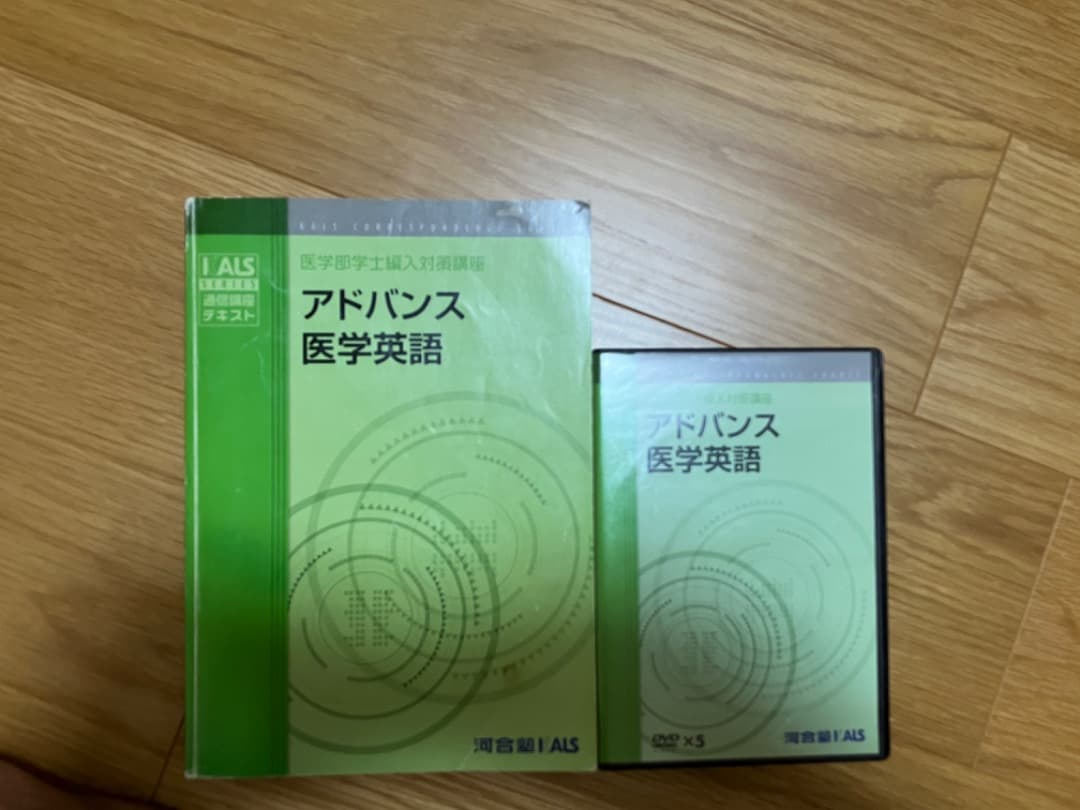 KALS CORRESPONDENCE
KALS
SERIES
通信講座
テキスト
医学部学士編入対策講座
アドバンス
医学英語
河合塾KALS
編入対策講座
アドバンス
医学英語
DVD ×5
河合塾KALS